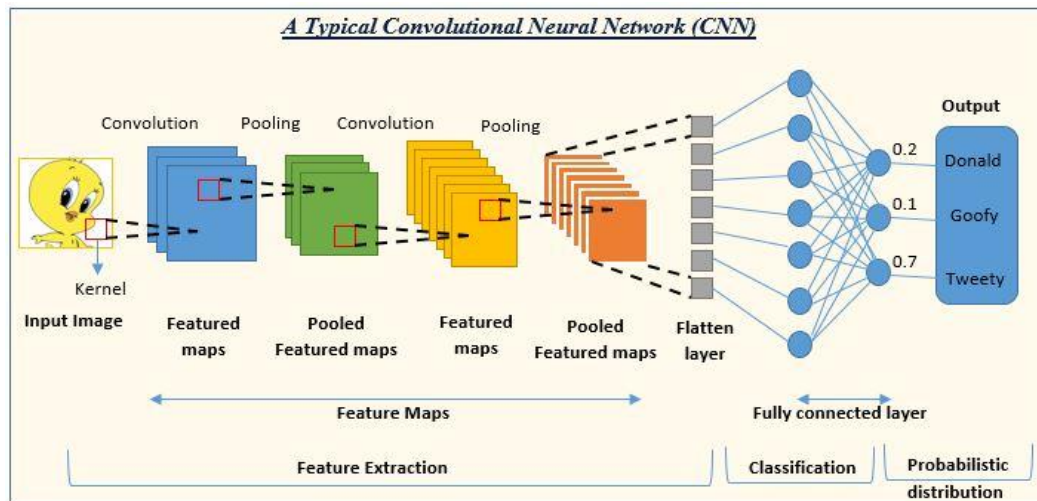 A Typical Convolutional Neural Network (CNN)
Convolution
Pooling
Convolution
Pooling
Output
0.2
Donald
0.1
Goofy
0.7
Tweety
Kernel
Input Image
Featured
maps
Pooled
Featured maps
Featured
maps
Pooled
Featured maps
Flatten
layer
Feature Maps
Fully connected layer
Feature Extraction
Classification
Probabilistic
distribution